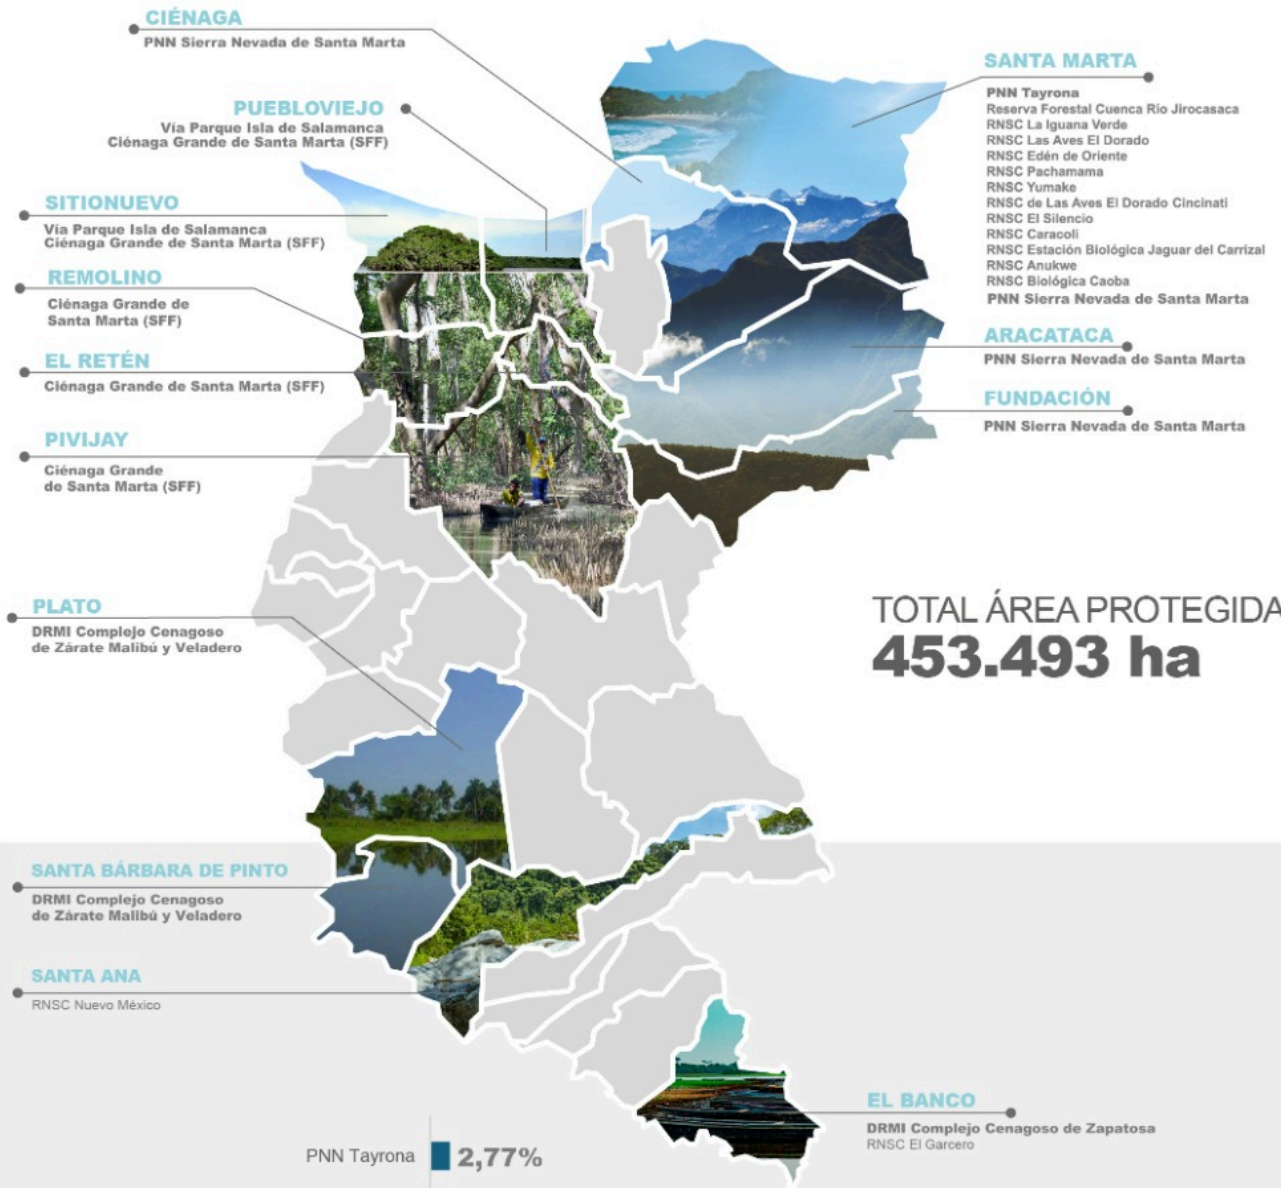 CIÉNAGA
PNN Sierra Nevada de Santa Marta
PUEBLOVIEJO
Vía Parque Isla de Salamanca
Ciénaga Grande de Santa Marta (SFF)
SITIONUEVO
Vía Parque Isla de Salamanca
Ciénaga Grande de Santa Marta (SFF)
REMOLINO
Ciénaga Grande de
Santa Marta (SFF)
EL RETÉN
Ciénaga Grande de Santa Marta (SFF)
PIVIJAY
Ciénaga Grande
de Santa Marta (SFF)
PLATO
DRMI Complejo Cenagoso
de Zárate Malibú y Veladero
SANTA BÁRBARA DE PINTO
DRMI Complejo Cenagoso
de Zárate Malibú y Veladero
SANTA ANA
RNSC Nuevo México
SANTA MARTA
PNN Tayrona
Reserva Forestal Cuenca Río Jirocasaca
RNSC La Iguana Verde
RNSC Las Aves El Dorado
RNSC Edén de Oriente
RNSC Pachamama
RNSC Yumake
RNSC de Las Aves El Dorado Cincinati
RNSC El Silencio
RNSC Caracolí
RNSC Estación Biológica Jaguar del Carrizal
RNSC Anukwe
RNSC Biológica Caoba
PNN Sierra Nevada de Santa Marta
ARACATACA
PNN Sierra Nevada de Santa Marta
FUNDACIÓN
PNN Sierra Nevada de Santa Marta
TOTAL ÁREA PROTEGIDA
453.493 ha
EL BANCO
DRMI Complejo Cenagoso de Zapatosa
RNSC El Garcero
PNN Tayrona 2,77%